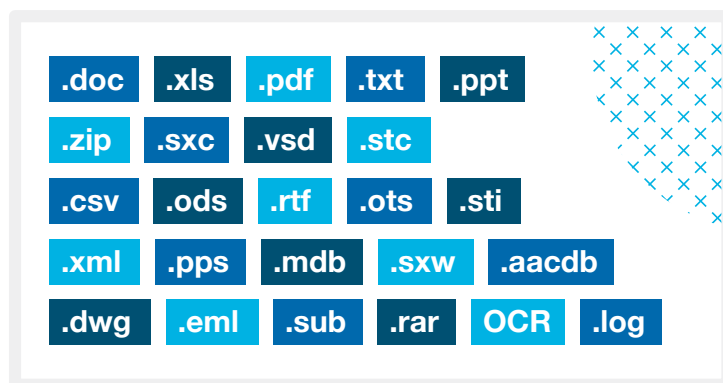 .doc .xls .pdf .txt .ppt
.zip .sxc .vsd .stc
.csv .ods .rtf .ots .sti
.xml .pps .mdb .sxw .aacdb
.dwg .eml .sub .rar OCR .log